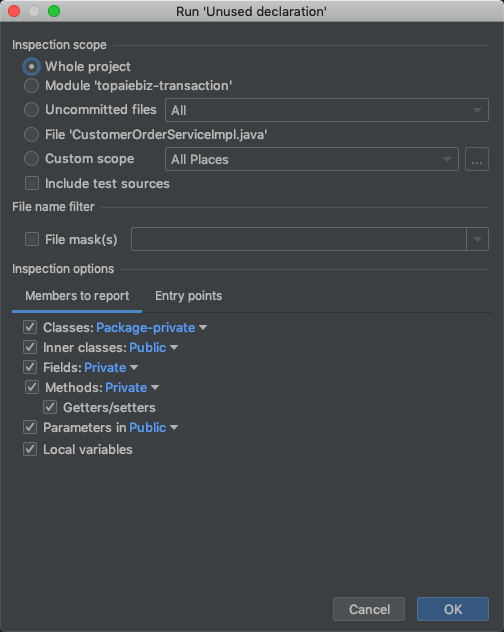 Run 'Unused declaration'
Inspection scope
Whole project
Module 'topaiebiz-transaction'
Uncommitted files All
File 'CustomerOrderServiceImpl.java'
Custom scope All Places ...
Include test sources
File name filter
File mask(s)
Inspection options
Members to report Entry points
Classes: Package-private
Inner classes: Public
Fields: Private
Methods: Private
Getters/setters
Parameters in Public
Local variables
Cancel OK